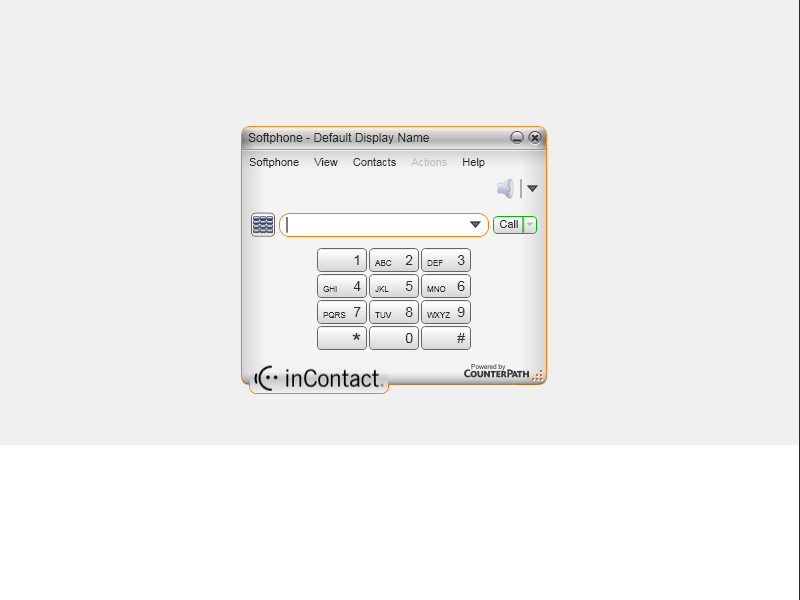 Softphone - Default Display Name
Softphone View Contacts Actions Help
Call
1 ABC 2 DEF 3
GHI 4 JKL 5 MNO 6
PQRS 7 TUV 8 WXYZ 9
* 0 #
Powered by
COUNTERPATH
inContact